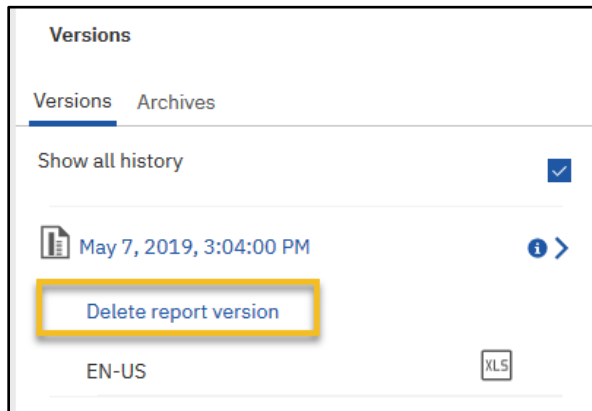 Versions
Versions Archives
Show all history
May 7, 2019, 3:04:00 PM
Delete report version
EN-US XLS